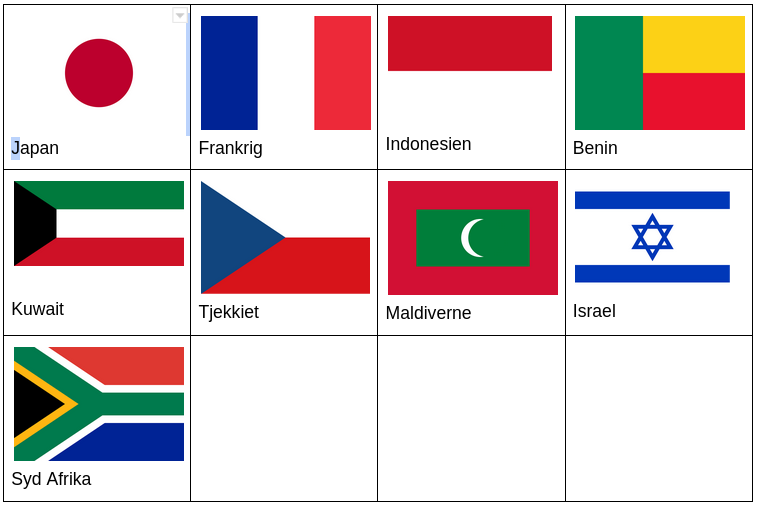 Japan
Frankrig
Indonesien
Benin
Kuwait
Tjekkiet
Maldiverne
Israel
Syd Afrika